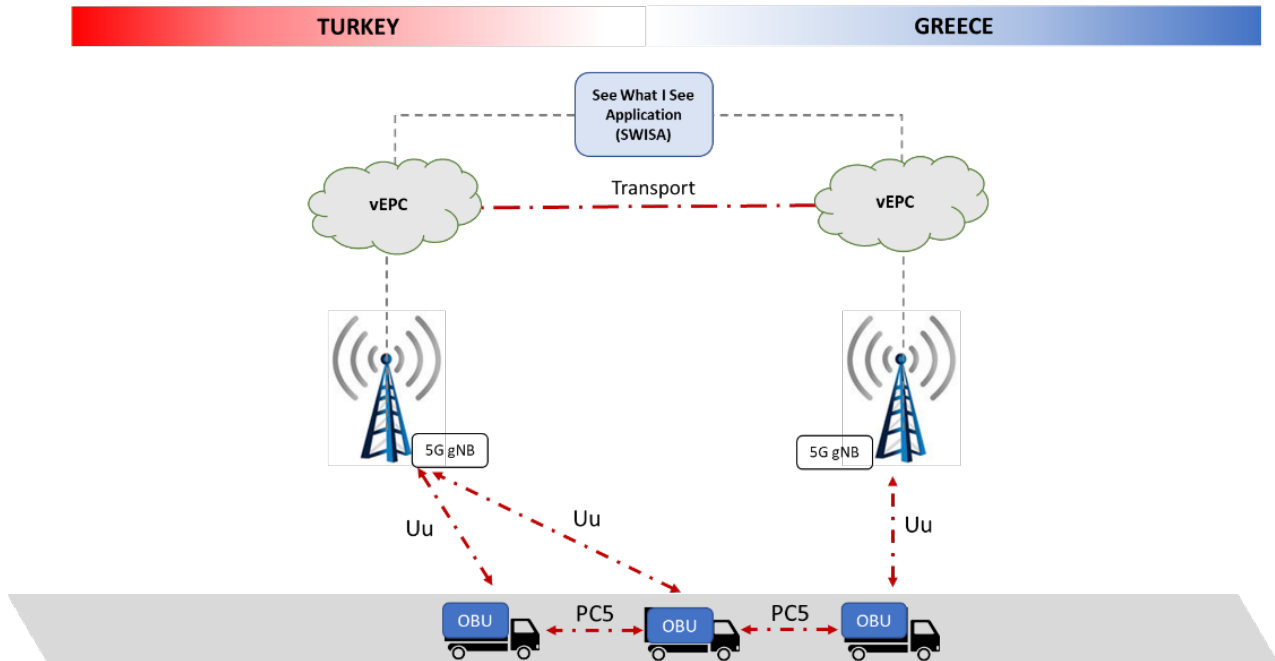 TURKEY
GREECE
See What I See
Application
(SWISA)
Transport
vEPC
vEPC
5G gNB
5G gNB
Uu
Uu
Uu
PC5
PC5
OBU
OBU
OBU